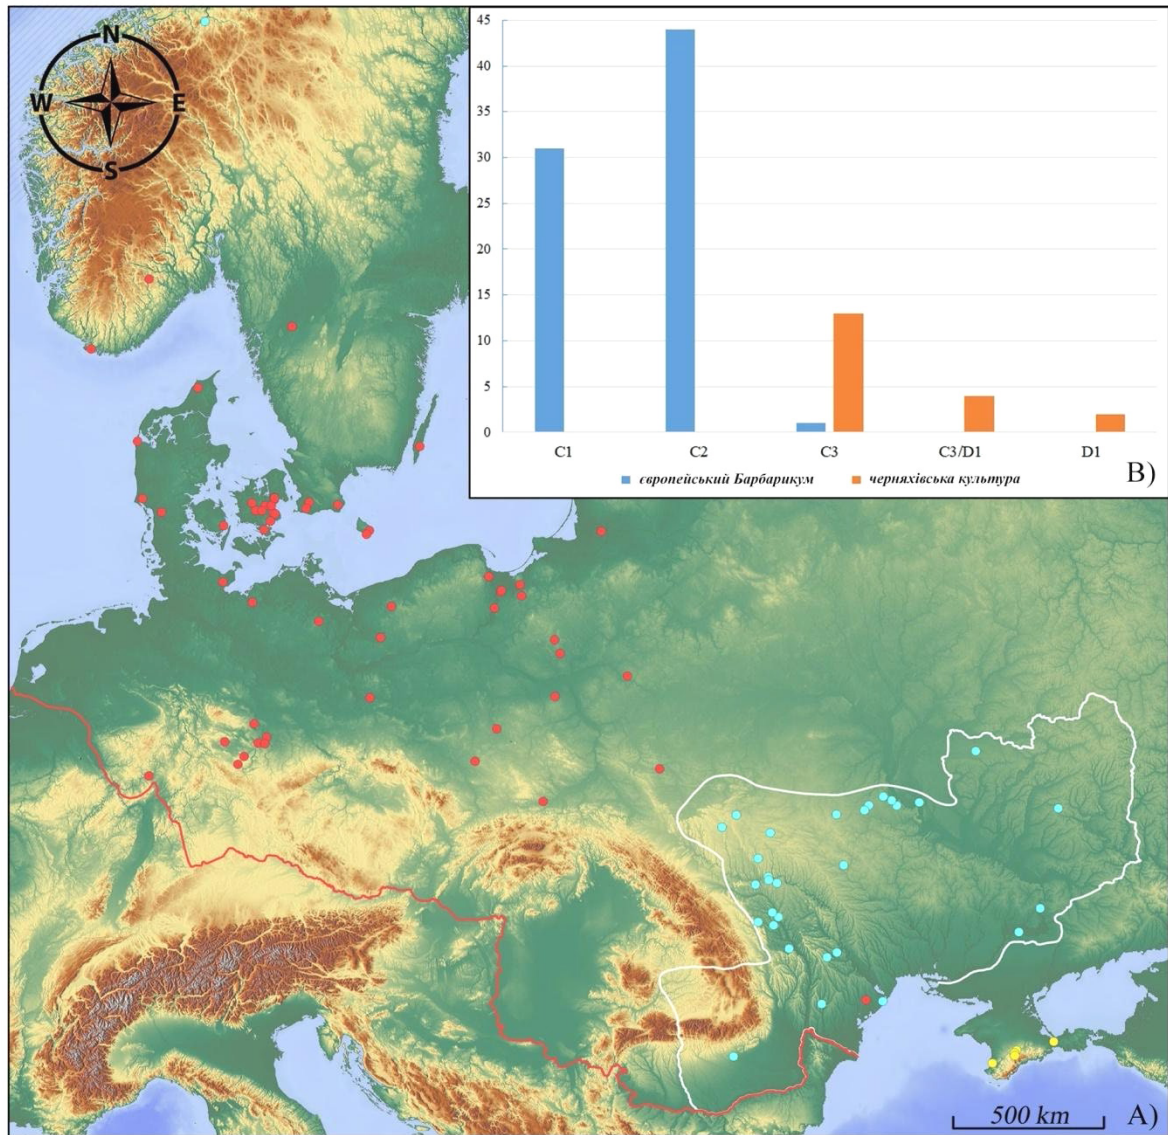 N
W E
S
45
40
35
30
25
20
15
10
5
0
C1 C2 C3 C3/D1 D1
європейський Барбарикум черняхівська культура
B)
500 km
A)